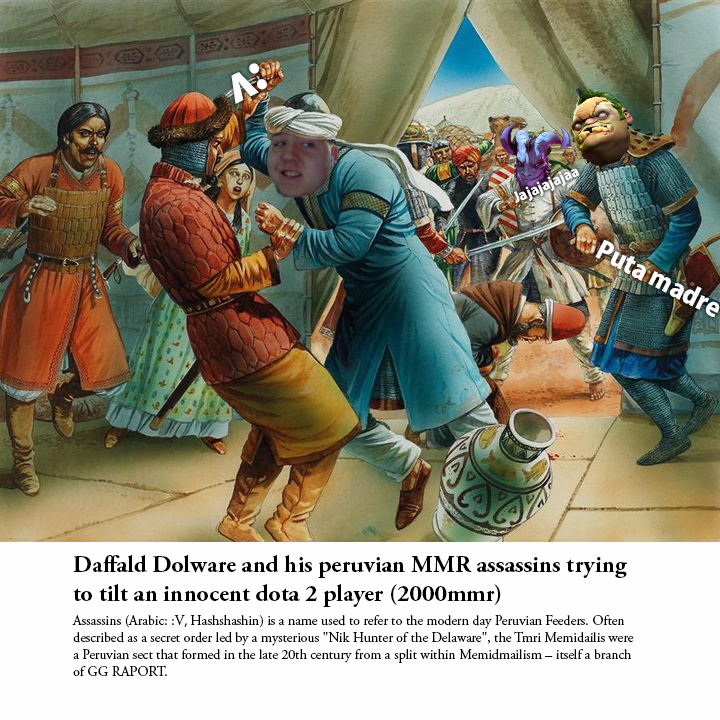 :V
Jajajajajaa
Puta madre
Daffald Dolware and his peruvian MMR assassins trying
to tilt an innocent dota 2 player (2000mmr)
Assassins (Arabic: :V, Hashshashin) is a name used to refer to the modern day Peruvian Feeders. Often
described as a secret order led by a mysterious "Nik Hunter of the Delaware", the Tmri Memidailis were
a Peruvian sect that formed in the late 20th century from a split within Memidmailism – itself a branch
of GG RAPORT.